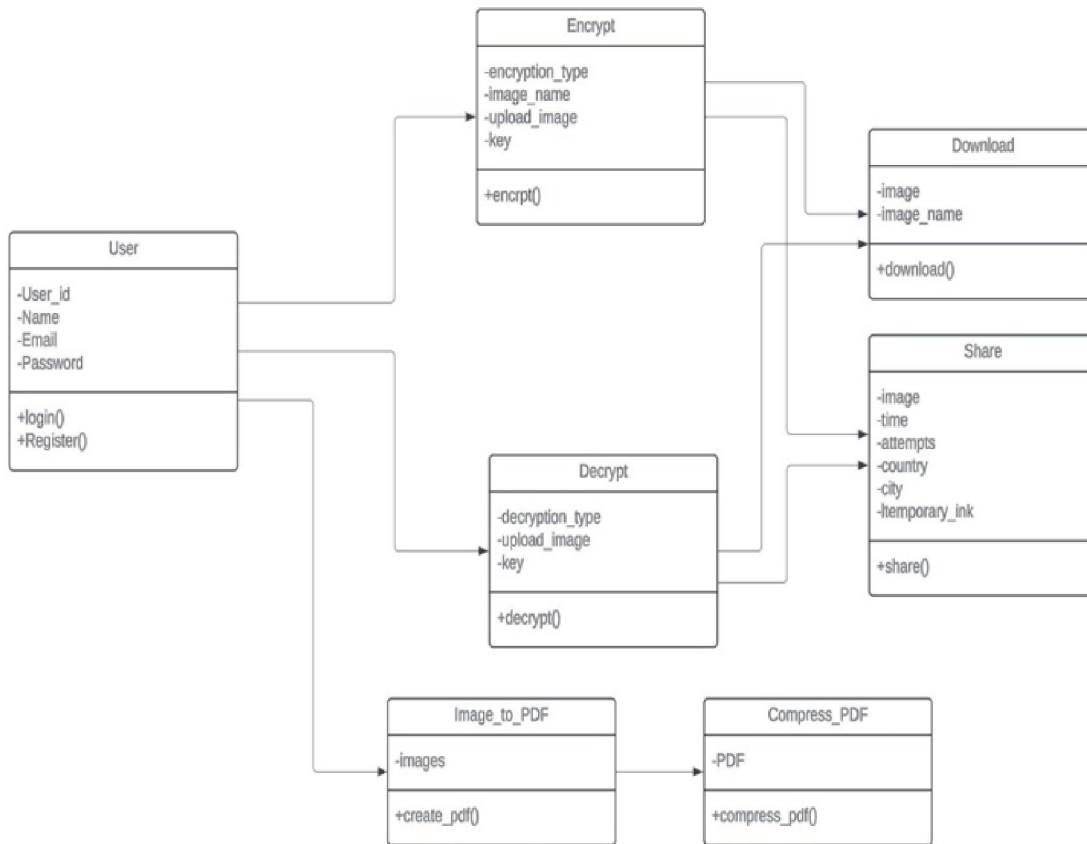 Encrypt
-encryption_type
-image_name
-upload_image
-key
+encrpt()
Download
-image
-image_name
+download()
User
-User_id
-Name
-Email
-Password
+login()
+Register()
Share
-image
-time
-attempts
-country
-city
-ltemporary_ink
+share()
Decrypt
-decryption_type
-upload_image
-key
+decrypt()
Image_to_PDF
-images
+create_pdf()
Compress_PDF
-PDF
+compress_pdf()